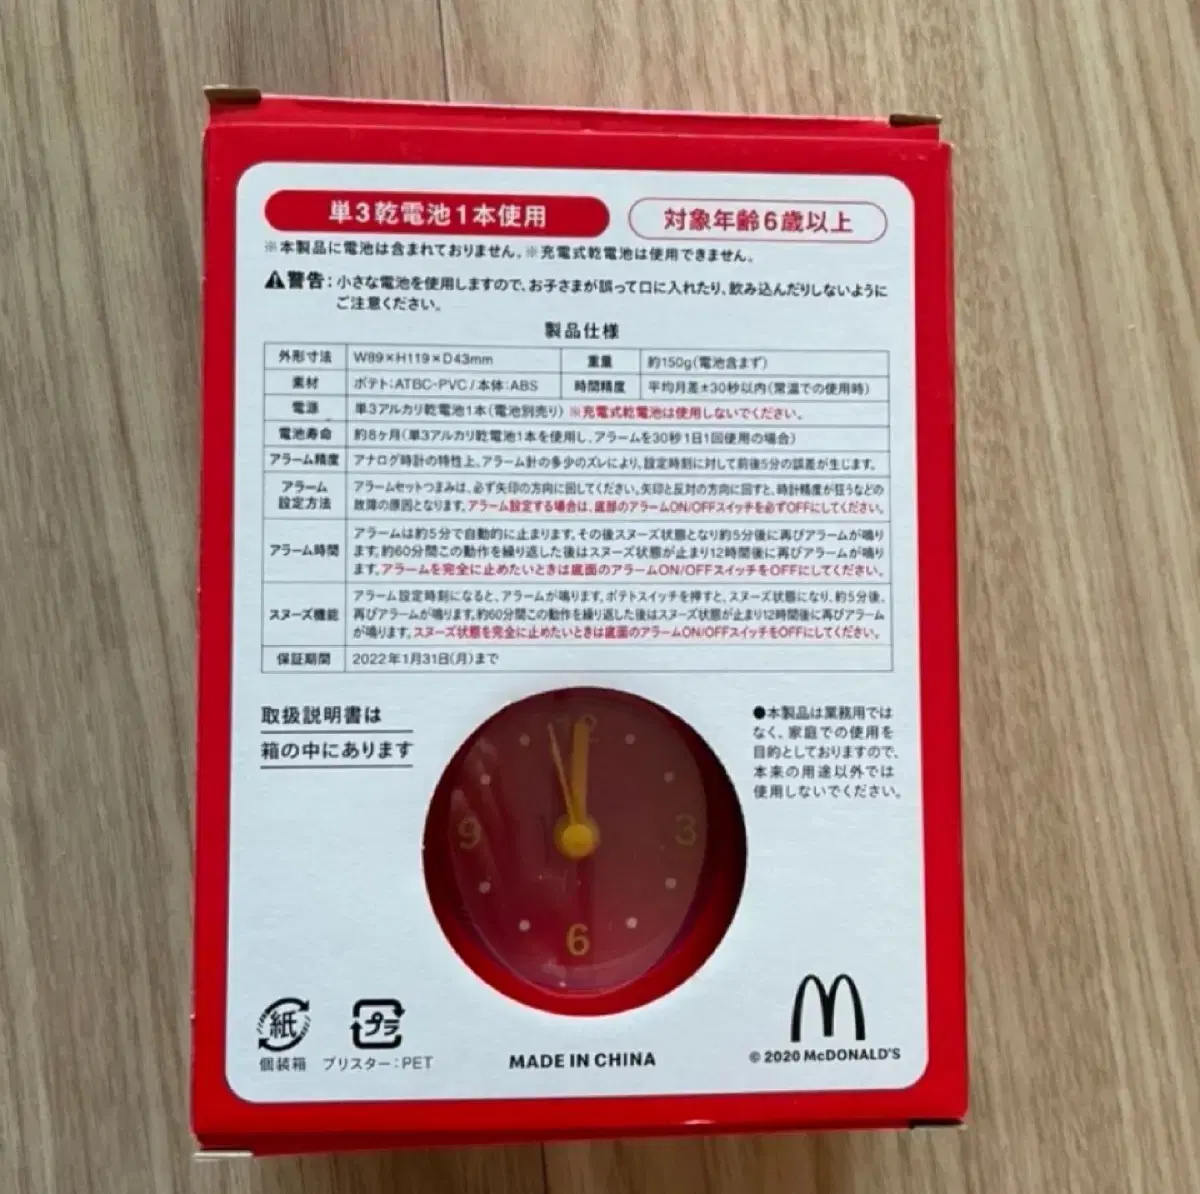 単3乾電池1本使用
対象年齢6歳以上
※本製品に電池は含まれておりません。※充電式乾電池は使用できません。
警告：小さな電池を使用しますので、お子さまが誤って口に入れたり、飲み込んだりしないように
ご注意ください。
製品仕様
外形寸法 W89×H119×D43mm 重量 約150g(電池含まず)
素材 ポテト：ATBC-PVC / 本体：ABS 時間精度 平均月差±30秒以内(常温での使用時)
電源 単3アルカリ乾電池1本(電池別売り) ※充電式乾電池は使用しないでください。
電池寿命 約8ヶ月(単3アルカリ乾電池1本を使用し、アラームを30秒1日1回使用の場合)
アラーム精度 アナログ時計の特性上、アラーム針の多少のズレにより、設定時刻に対して前後5分の誤差が生じます。
アラーム
設定方法
アラームセットつまみは、必ず矢印の方向に回してください。矢印と反対の方向に回すと、時計精度が狂うなどの
故障の原因となります。アラーム設定する場合は、底部のアラームON/OFFスイッチを必ずOFFにしてください。
アラーム時間
アラームは約5分で自動的に止まります。その後スヌーズ状態となり約5分後に再びアラームが鳴り
ます。約60分間この動作を繰り返した後はスヌーズ状態が止まり12時間後に再びアラームが鳴り
ます。アラームを完全に止めたいときは底面のアラームON/OFFスイッチをOFFにしてください。
スヌーズ機能
アラーム設定時刻になると、アラームが鳴ります。ポテトスイッチを押すと、スヌーズ状態になり、約5分後、
再びアラームが鳴ります。約60分間この動作を繰り返した後はスヌーズ状態が止まり12時間後に再びアラーム
が鳴ります。スヌーズ状態を完全に止めたいときは底面のアラームON/OFFスイッチをOFFにしてください。
保証期間 2022年1月31日(月)まで
取扱説明書は
箱の中にあります
●本製品は業務用では
なく、家庭での使用を
目的としておりますので、
本来の用途以外では
使用しないでください。
12
9
3
6
紙
個装箱
プラ
ブリスター：PET
MADE IN CHINA
© 2020 McDONALD'S